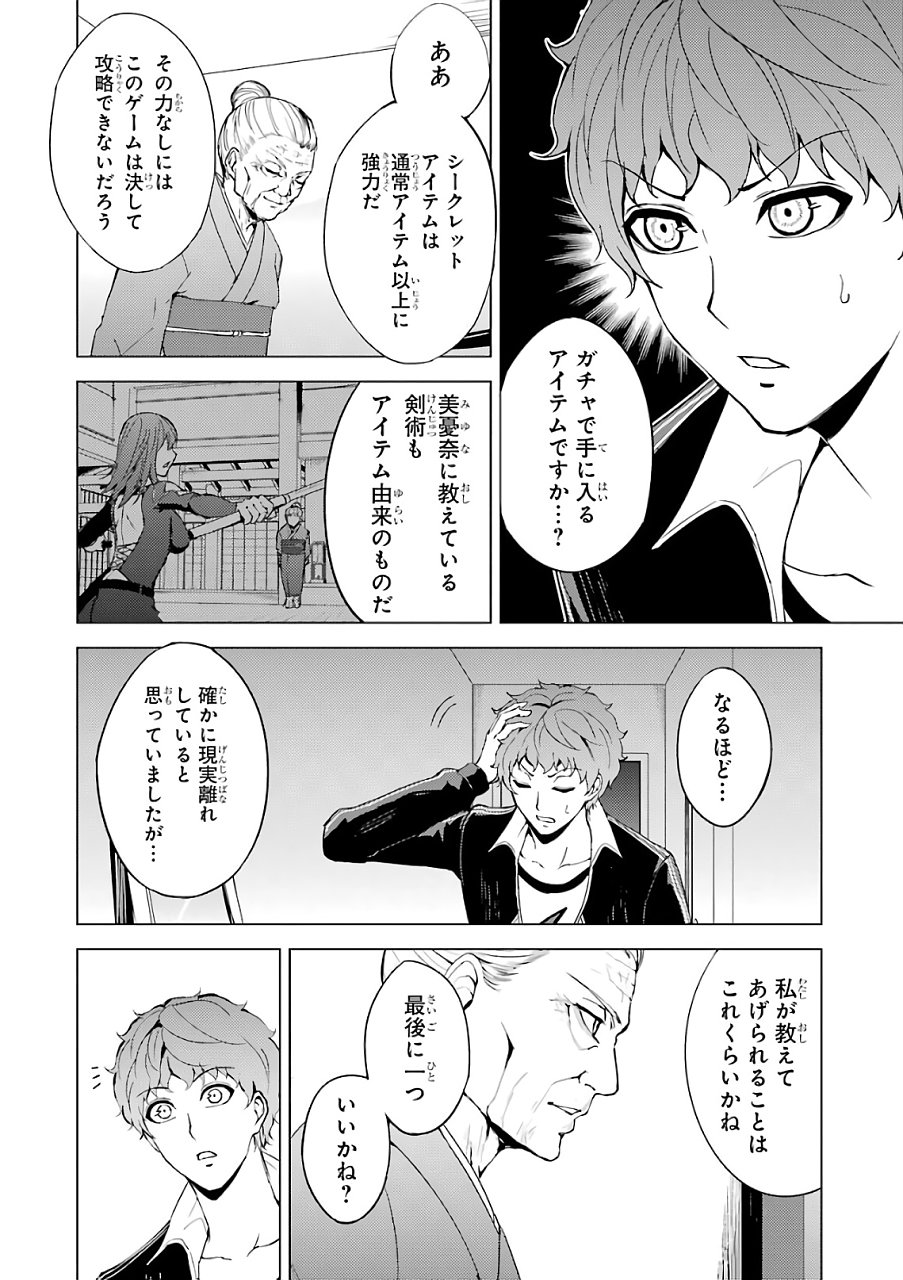 ガチャで手に入る
アイテムですか…?
ああ
シークレット
アイテムは
通常アイテム以上に
強力だ
その力なしには
このゲームは決して
攻略できないだろう
美憂奈に教えている
剣術も
アイテム由来のものだ
なるほど…
確かに現実離れ
していると
思っていましたが…
私が教えて
あげられることは
これくらいかね
最後に一つ
いいかね?